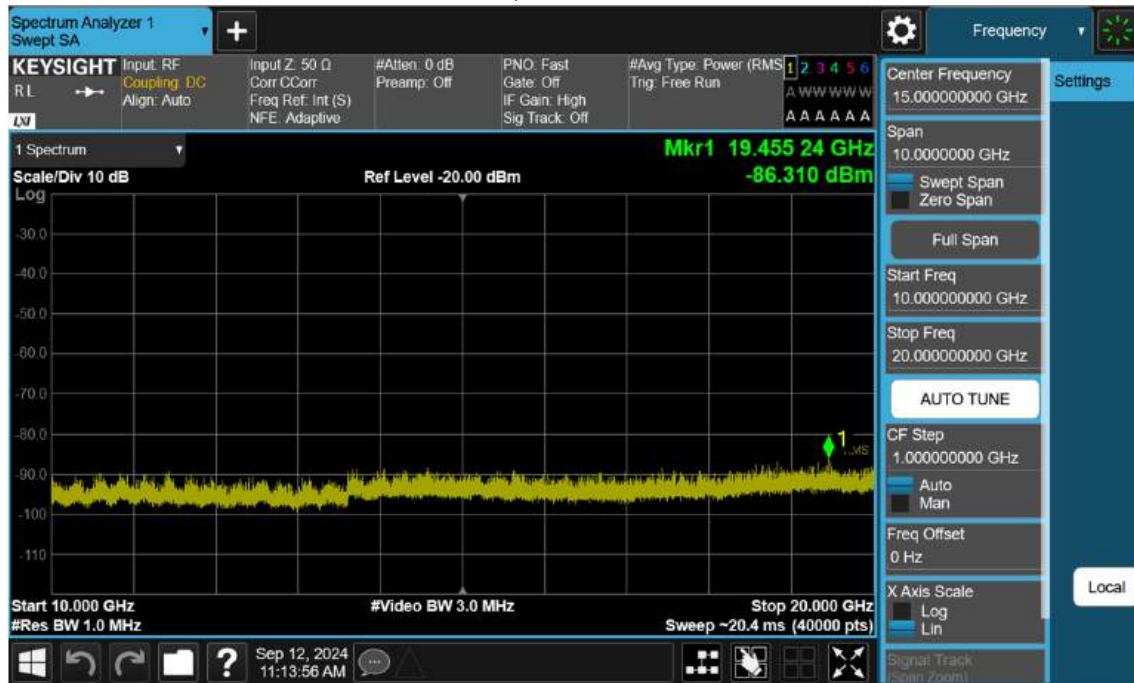 Spectrum Analyzer 1
Swept SA
Frequency
KEYSIGHT
RL
LXI
Input: RF
Coupling: DC
Align: Auto
Input Z: 50 Ω
Corr CCorr
Freq Ref: Int (S)
NFE: Adaptive
#Atten: 0 dB
Preamp: Off
PNO: Fast
Gate: Off
IF Gain: High
Sig Track: Off
#Avg Type: Power (RMS
Trig: Free Run
1 2 3 4 5 6
A W W W W W
A A A A A A
1 Spectrum
Scale/Div 10 dB
Ref Level -20.00 dBm
Mkr1 19.455 24 GHz
-86.310 dBm
Log
-30.0
-40.0
-50.0
-60.0
-70.0
-80.0
-90.0
-100
-110
1
RMS
Start 10.000 GHz
#Res BW 1.0 MHz
#Video BW 3.0 MHz
Stop 20.000 GHz
Sweep ~20.4 ms (40000 pts)
Sep 12, 2024
11:13:56 AM
Center Frequency
15.000000000 GHz
Span
10.0000000 GHz
Swept Span
Zero Span
Full Span
Start Freq
10.000000000 GHz
Stop Freq
20.000000000 GHz
AUTO TUNE
CF Step
1.000000000 GHz
Auto
Man
Freq Offset
0 Hz
X Axis Scale
Log
Lin
Signal Track
(Span Zoom)
Settings
Local